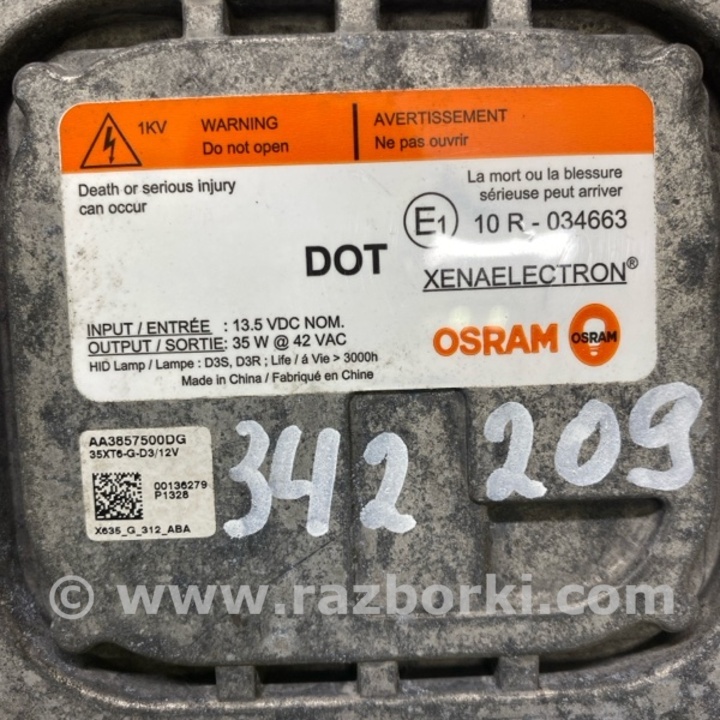 1KV
WARNING
Do not open
AVERTISSEMENT
Ne pas ouvrir
Death or serious injury
can occur
La mort ou la blessure
sérieuse peut arriver
E1
10 R - 034663
DOT
XENAELECTRON®
INPUT / ENTRÉE : 13.5 VDC NOM.
OUTPUT / SORTIE: 35 W @ 42 VAC
HID Lamp / Lampe : D3S, D3R ; Life / á Vie > 3000h
Made in China / Fabriqué en Chine
OSRAM
OSRAM
AA3857500DG
35XT6-G-D3/12V
00136279
P1328
X635_G_312_ABA
342 209
© www.razborki.com